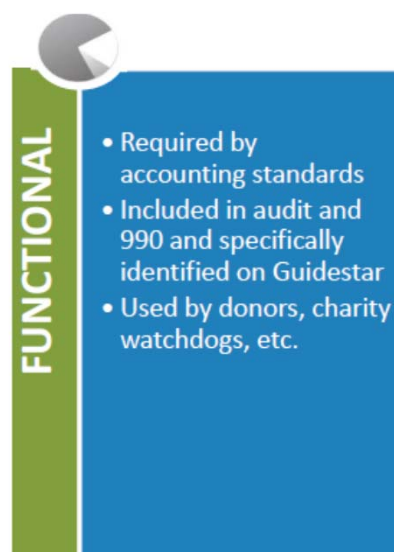 FUNCTIONAL
• Required by
accounting standards
• Included in audit and
990 and specifically
identified on Guidestar
• Used by donors, charity
watchdogs, etc.